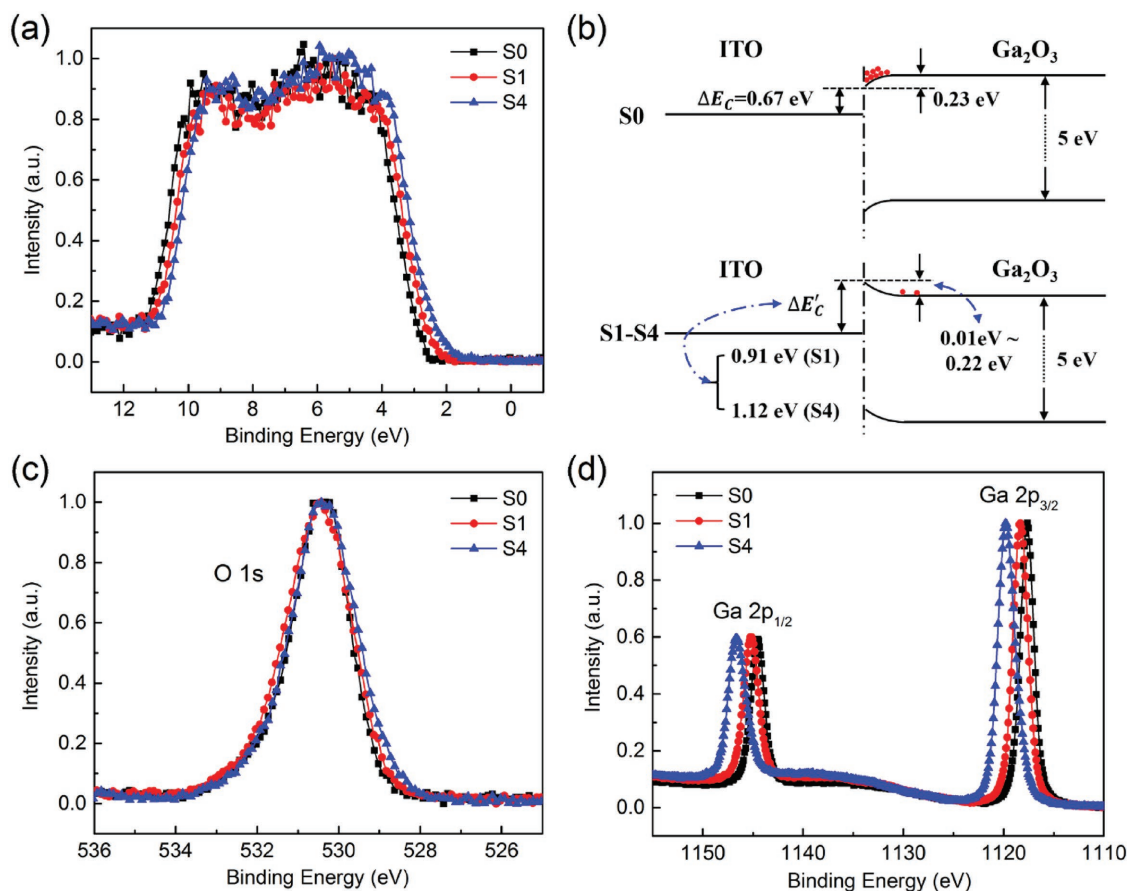 (a)
S0
S1
S4
1.0
0.8
0.6
0.4
0.2
0.0
Intensity (a.u.)
12 10 8 6 4 2 0
Binding Energy (eV)
(b)
ITO Ga₂O₃
ΔE_C=0.67 eV 0.23 eV
S0
5 eV
ITO Ga₂O₃
ΔE′_C
S1-S4
0.91 eV (S1)
1.12 eV (S4)
0.01eV ~
0.22 eV
5 eV
(c)
S0
S1
S4
O 1s
1.0
0.8
0.6
0.4
0.2
0.0
Intensity (a.u.)
536 534 532 530 528 526
Binding Energy (eV)
(d)
S0
S1
S4
Ga 2p₃/₂
Ga 2p₁/₂
1.0
0.8
0.6
0.4
0.2
0.0
Intensity (a.u.)
1150 1140 1130 1120 1110
Binding Energy (eV)